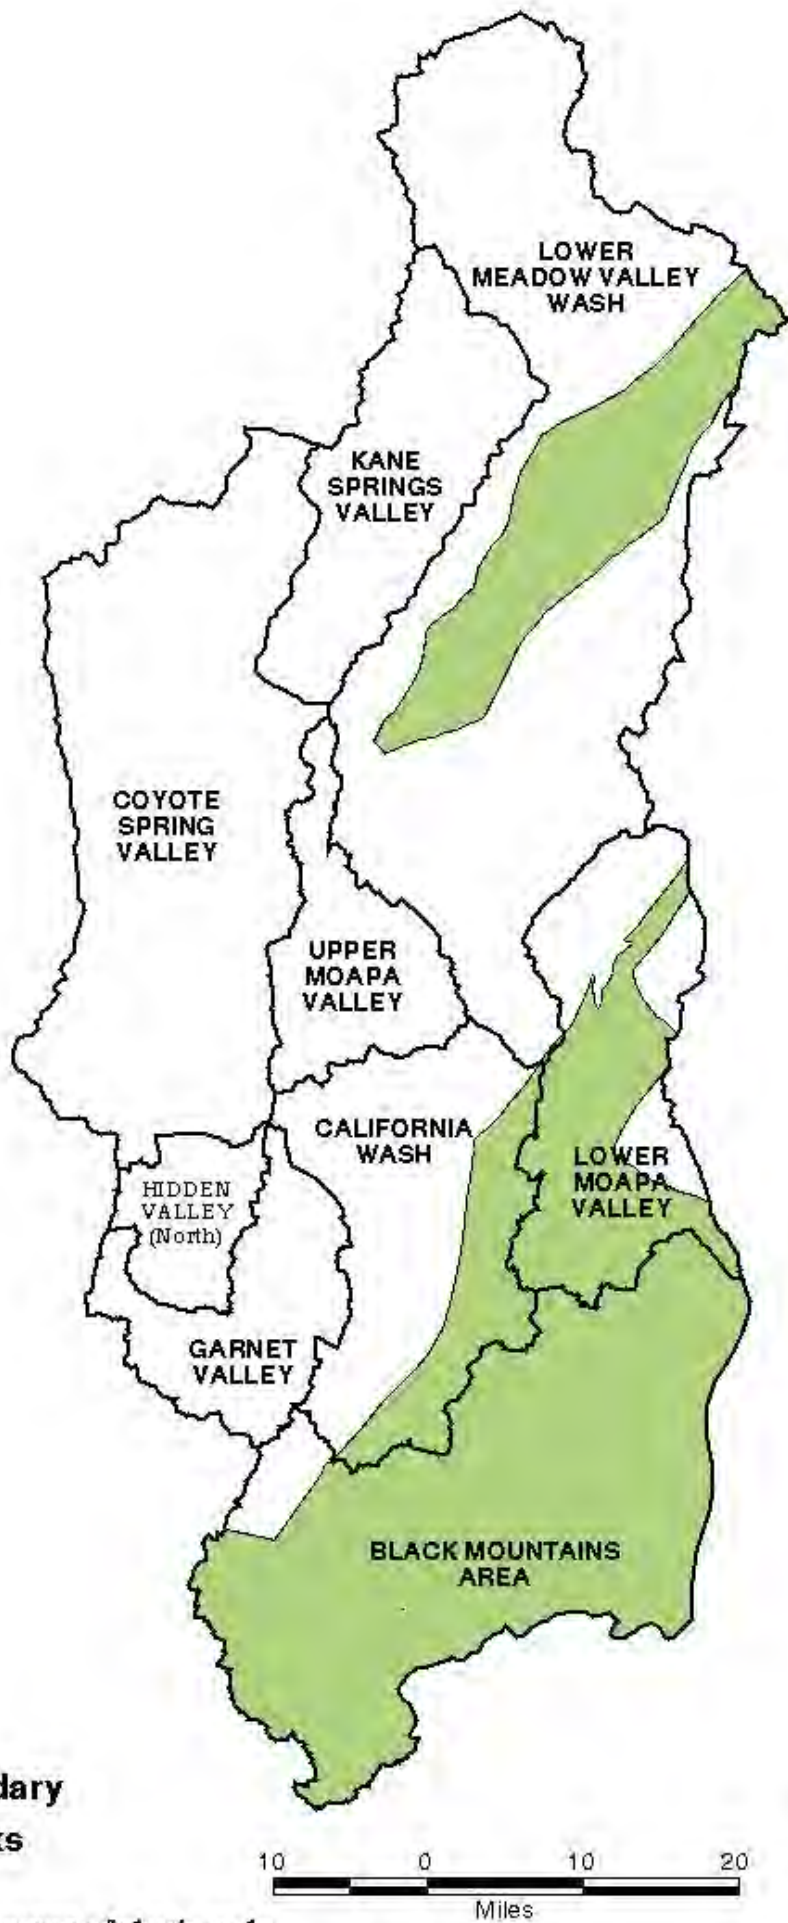 LOWER
MEADOW VALLEY
WASH
KANE
SPRINGS
VALLEY
COYOTE
SPRING
VALLEY
UPPER
MOAPA
VALLEY
CALIFORNIA
WASH
LOWER
MOAPA
VALLEY
HIDDEN
VALLEY
(North)
GARNET
VALLEY
BLACK MOUNTAINS
AREA
dary
ks
10 0 10 20
Miles